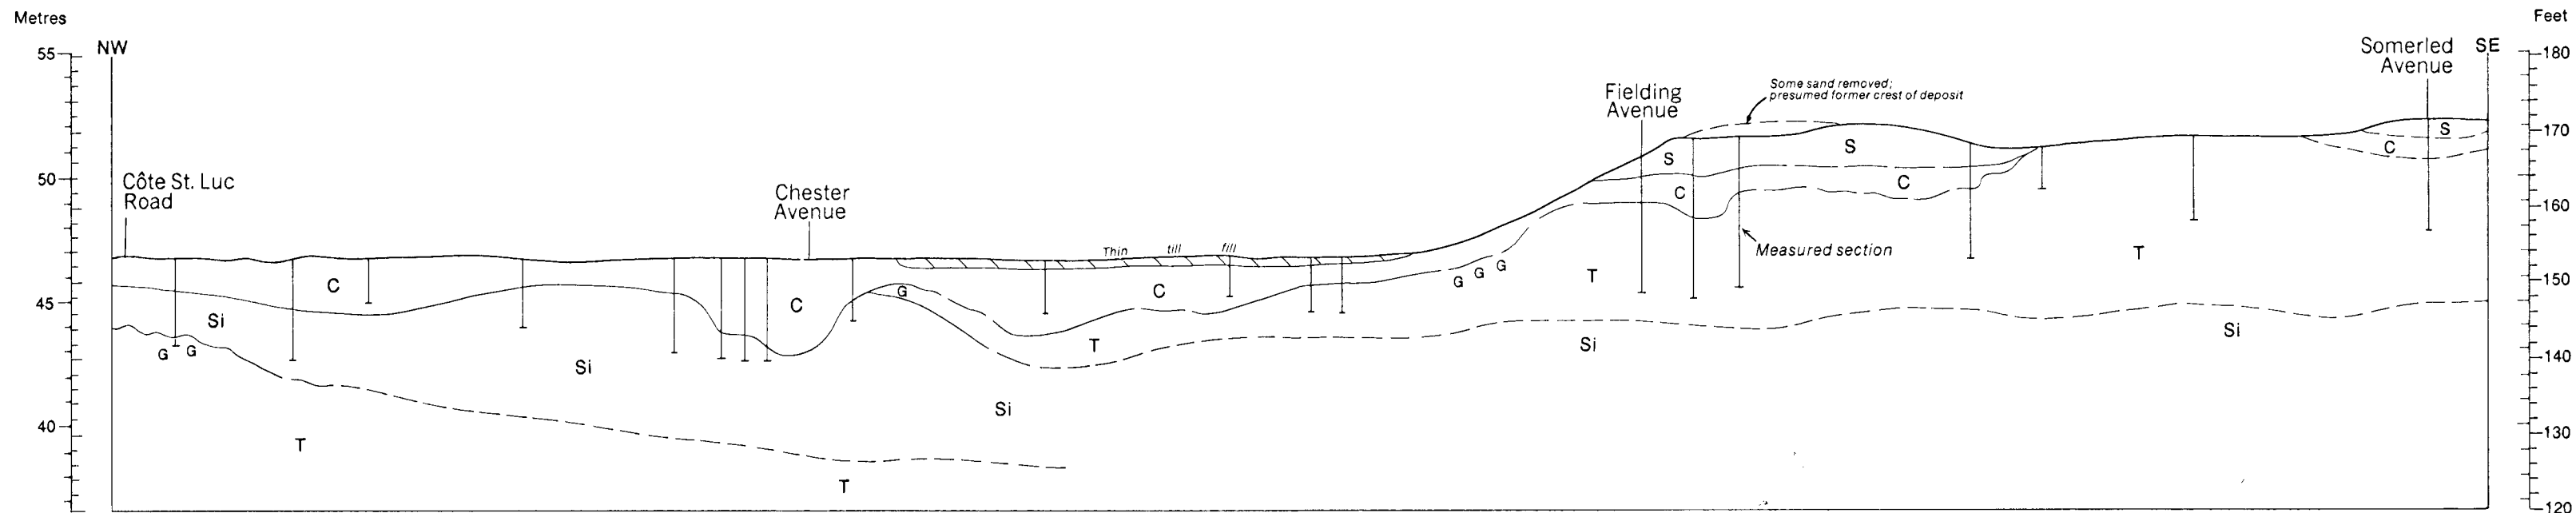 Metres
Feet
NW
SE
55
50
45
40
180
170
160
150
140
130
120
Côte St. Luc
Road
Chester
Avenue
Fielding
Avenue
Some sand removed;
presumed former crest of deposit
Somerled
Avenue
S
S
S
C
C
C
Thin till fill
Measured section
C
C
C
G G G
G
T
T
T
Si
Si
Si
G G
Si
Si
T
T